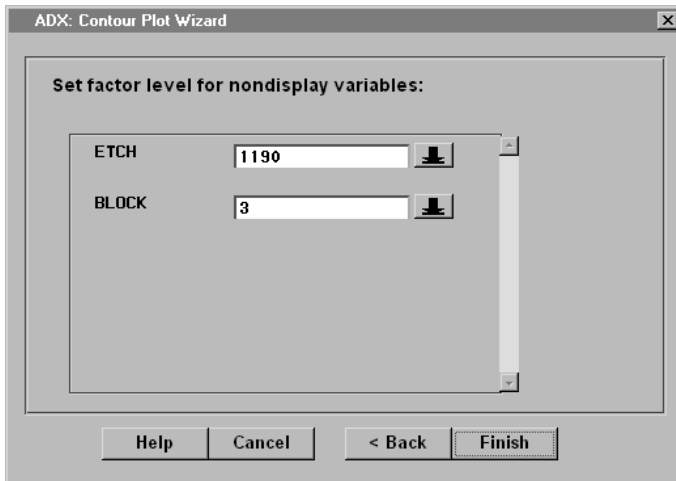 ADX: Contour Plot Wizard
Set factor level for nondisplay variables:
ETCH 1190
BLOCK 3
Help Cancel < Back Finish